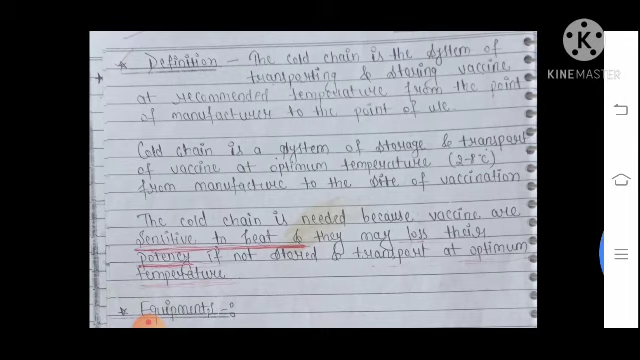 KINEMASTER
* Definition - The cold chain is the system of
transporting & storing vaccine
at recommended temperature from the point
of manufacturer to the point of use.
Cold chain is a system of storage & transport
of vaccine at optimum temperature (2-8°c)
from manufacture to the site of vaccination
The cold chain is needed because vaccine are
sensitive to heat & they may loss their
potency if not stored & transport at optimum
temperature
* Equipments =: